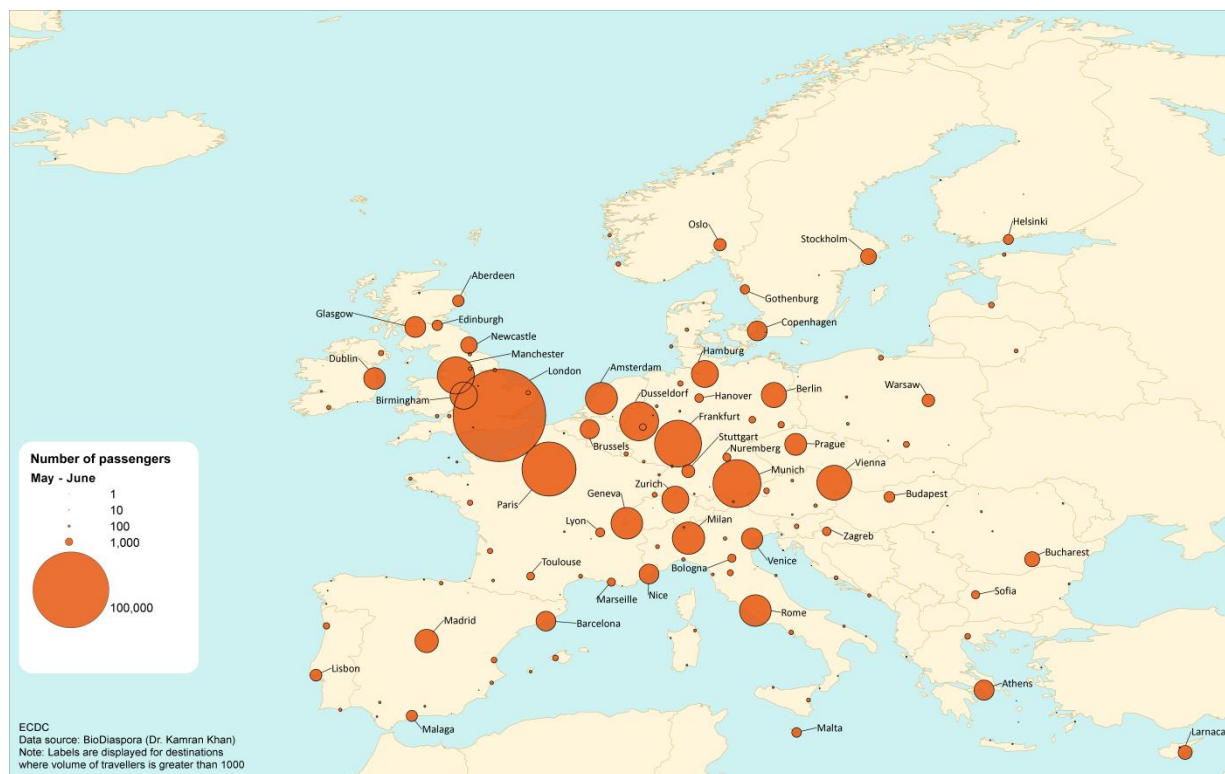 Oslo
Helsinki
Stockholm
Aberdeen
Gothenburg
Glasgow
Edinburgh
Copenhagen
Newcastle
Dublin
Manchester
Hamburg
London
Amsterdam
Birmingham
Dusseldorf
Hanover
Berlin
Warsaw
Frankfurt
Brussels
Stuttgart
Nuremberg
Prague
Number of passengers
May - June
1
10
100
1,000
100,000
Paris
Zurich
Munich
Vienna
Geneva
Budapest
Lyon
Milan
Zagreb
Toulouse
Bologna
Venice
Bucharest
Marseille
Nice
Sofia
Madrid
Barcelona
Rome
Lisbon
Athens
Malaga
Malta
Larnaca
ECDC
Data source: BioDiaspora (Dr. Kamran Khan)
Note: Labels are displayed for destinations
where volume of travellers is greater than 1000